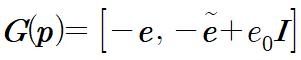 G(p)= [-e, -ẽ+e₀I]